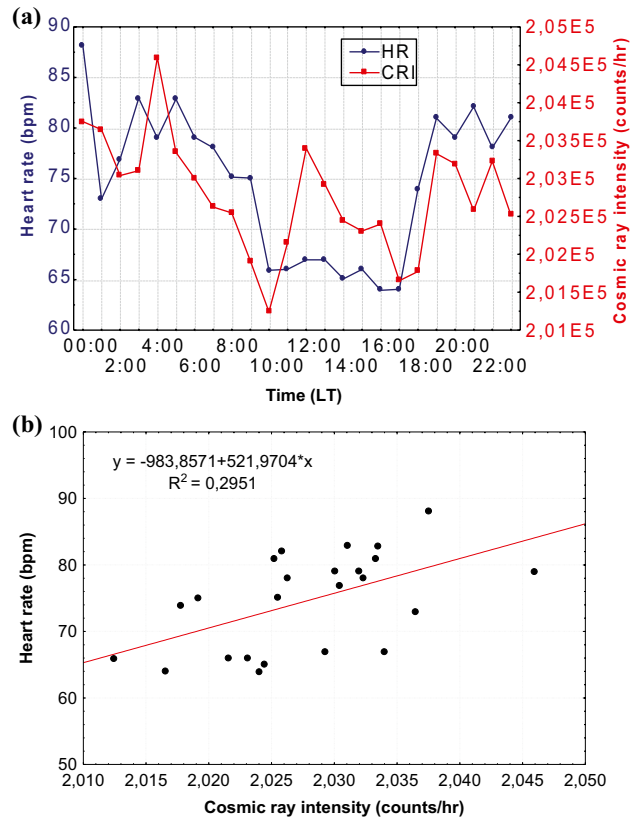 (a)
90
85
80
75
70
65
60
Heart rate (bpm)
HR
CRI
2,05E5
2,045E5
2,04E5
2,035E5
2,03E5
2,025E5
2,02E5
2,015E5
2,01E5
Cosmic ray intensity (counts/hr)
00:00 4:00 8:00 12:00 16:00 20:00
2:00 6:00 10:00 14:00 18:00 22:00
Time (LT)
(b)
100
90
80
70
60
50
Heart rate (bpm)
y = -983,8571+521,9704*x
R² = 0,2951
2,010 2,015 2,020 2,025 2,030 2,035 2,040 2,045 2,050
Cosmic ray intensity (counts/hr)